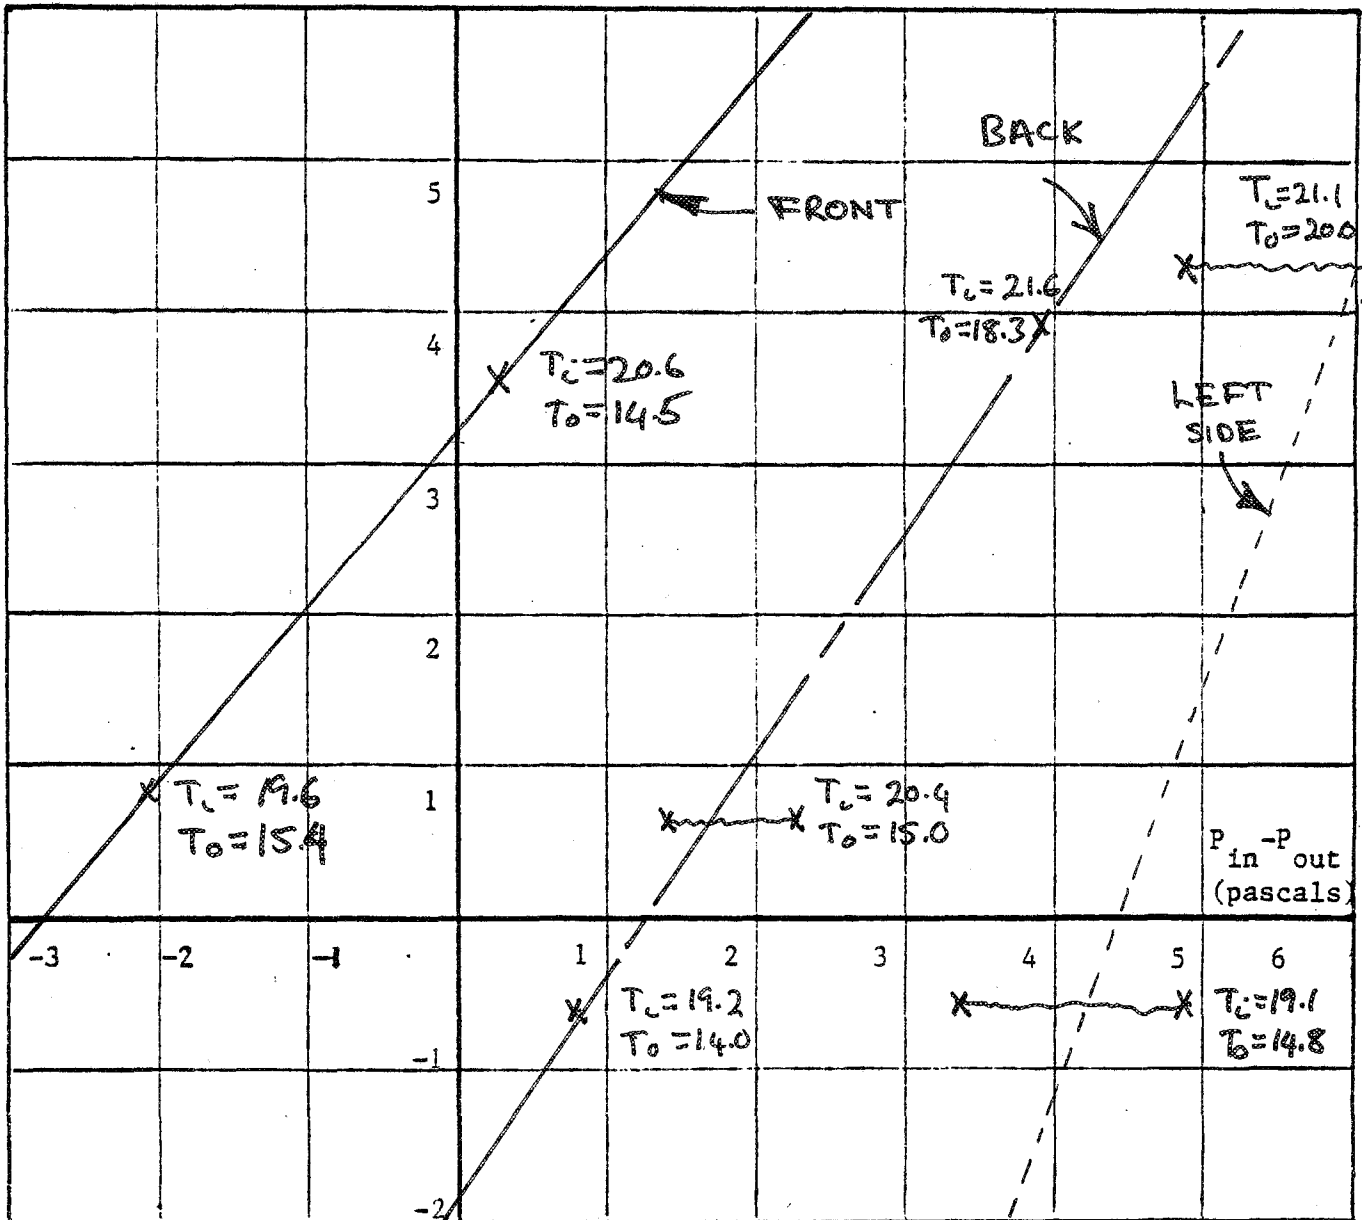 BACK
5
FRONT
Ti=21.1
To=20.0
Ti=21.6
To=18.3
4
Ti=20.6
To=14.5
LEFT
SIDE
3
2
Ti=19.6
To=15.4
1
Ti=20.4
To=15.0
Pin-Pout
(pascals)
-3 -2 -1 1 2 3 4 5 6
Ti=19.2
To=14.0
Ti=19.1
To=14.8
-1
-2